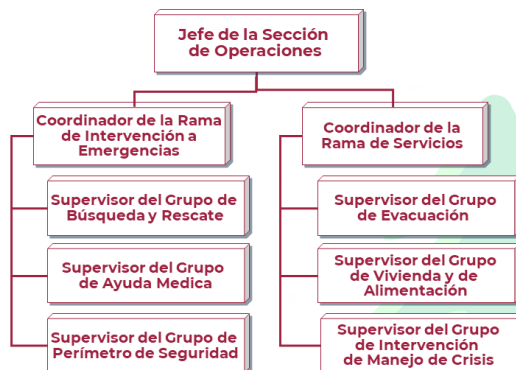 Jefe de la Sección
de Operaciones
Coordinador de la Rama
de Intervención a
Emergencias
Coordinador de la
Rama de Servicios
Supervisor del Grupo de
Búsqueda y Rescate
Supervisor del Grupo
de Evacuación
Supervisor del Grupo
de Ayuda Medica
Supervisor del Grupo
de Vivienda y de
Alimentación
Supervisor del Grupo de
Perímetro de Seguridad
Supervisor del Grupo
de Intervención
de Manejo de Crisis